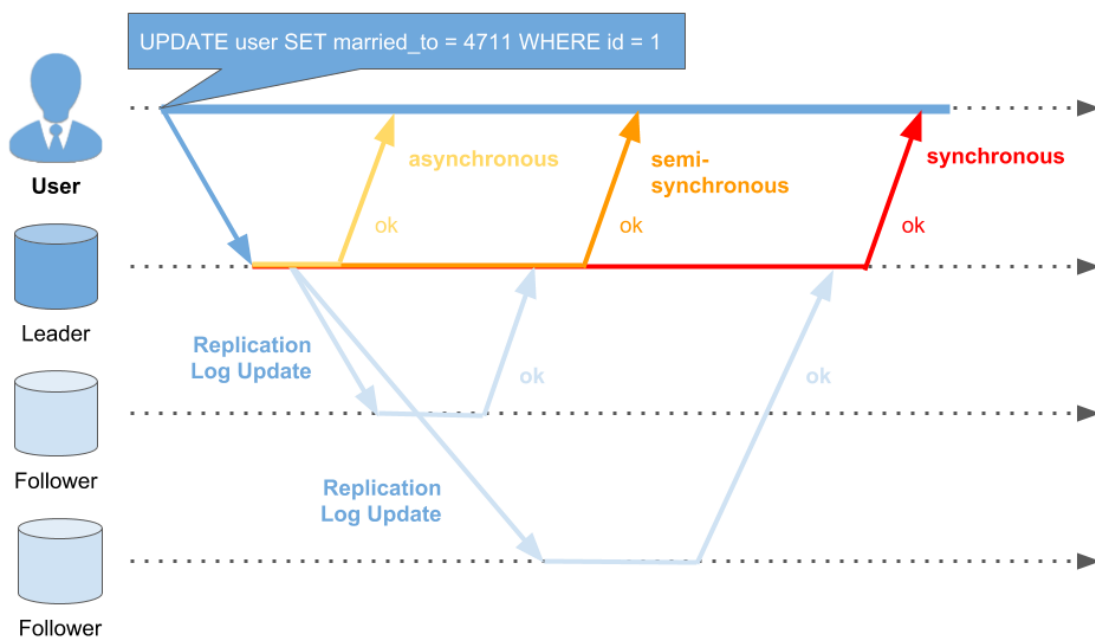 UPDATE user SET married_to = 4711 WHERE id = 1
User
asynchronous
semi-
synchronous
synchronous
ok
ok
ok
Leader
Replication
Log Update
ok
ok
Follower
Replication
Log Update
Follower